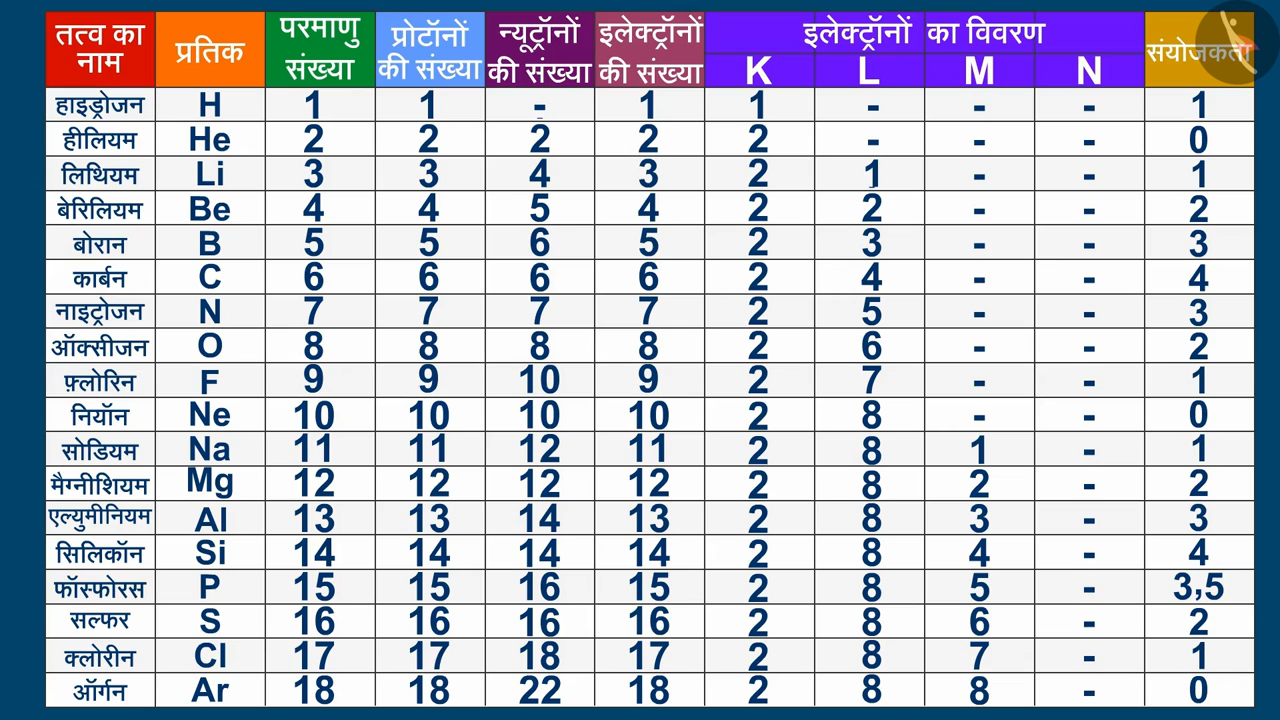 तत्व का नाम प्रतिक परमाणु संख्या प्रोटॉनों की संख्या न्यूट्रॉनों की संख्या इलेक्ट्रॉनों की संख्या इलेक्ट्रॉनों का विवरण संयोजकता
K L M N
हाइड्रोजन H 1 1 - 1 1 - - - 1
हीलियम He 2 2 2 2 2 - - - 0
लिथियम Li 3 3 4 3 2 1 - - 1
बेरिलियम Be 4 4 5 4 2 2 - - 2
बोरान B 5 5 6 5 2 3 - - 3
कार्बन C 6 6 6 6 2 4 - - 4
नाइट्रोजन N 7 7 7 7 2 5 - - 3
ऑक्सीजन O 8 8 8 8 2 6 - - 2
फ़्लोरिन F 9 9 10 9 2 7 - - 1
नियॉन Ne 10 10 10 10 2 8 - - 0
सोडियम Na 11 11 12 11 2 8 1 - 1
मैग्नीशियम Mg 12 12 12 12 2 8 2 - 2
एल्युमीनियम Al 13 13 14 13 2 8 3 - 3
सिलिकॉन Si 14 14 14 14 2 8 4 - 4
फॉस्फोरस P 15 15 16 15 2 8 5 - 3,5
सल्फर S 16 16 16 16 2 8 6 - 2
क्लोरीन Cl 17 17 18 17 2 8 7 - 1
ऑर्गन Ar 18 18 22 18 2 8 8 - 0